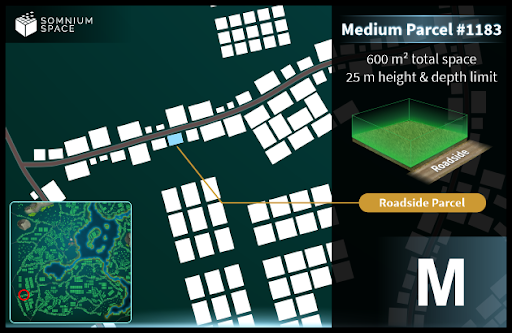 SOMNIUM
SPACE
Medium Parcel #1183
600 m² total space
25 m height & depth limit
Roadside
Roadside Parcel
M